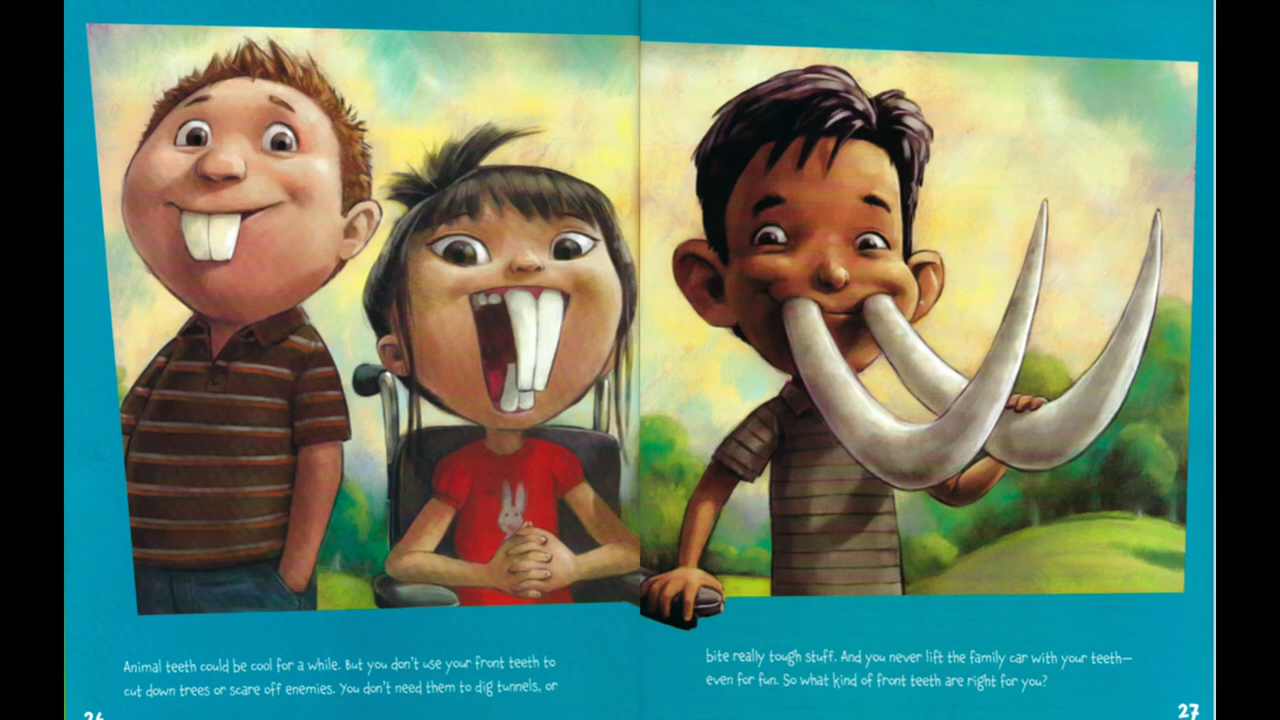 Animal teeth could be cool for a while. But you don't use your front teeth to
cut down trees or scare off enemies. You don't need them to dig tunnels, or
bite really tough stuff. And you never lift the family car with your teeth—
even for fun. So what kind of front teeth are right for you?
26
27